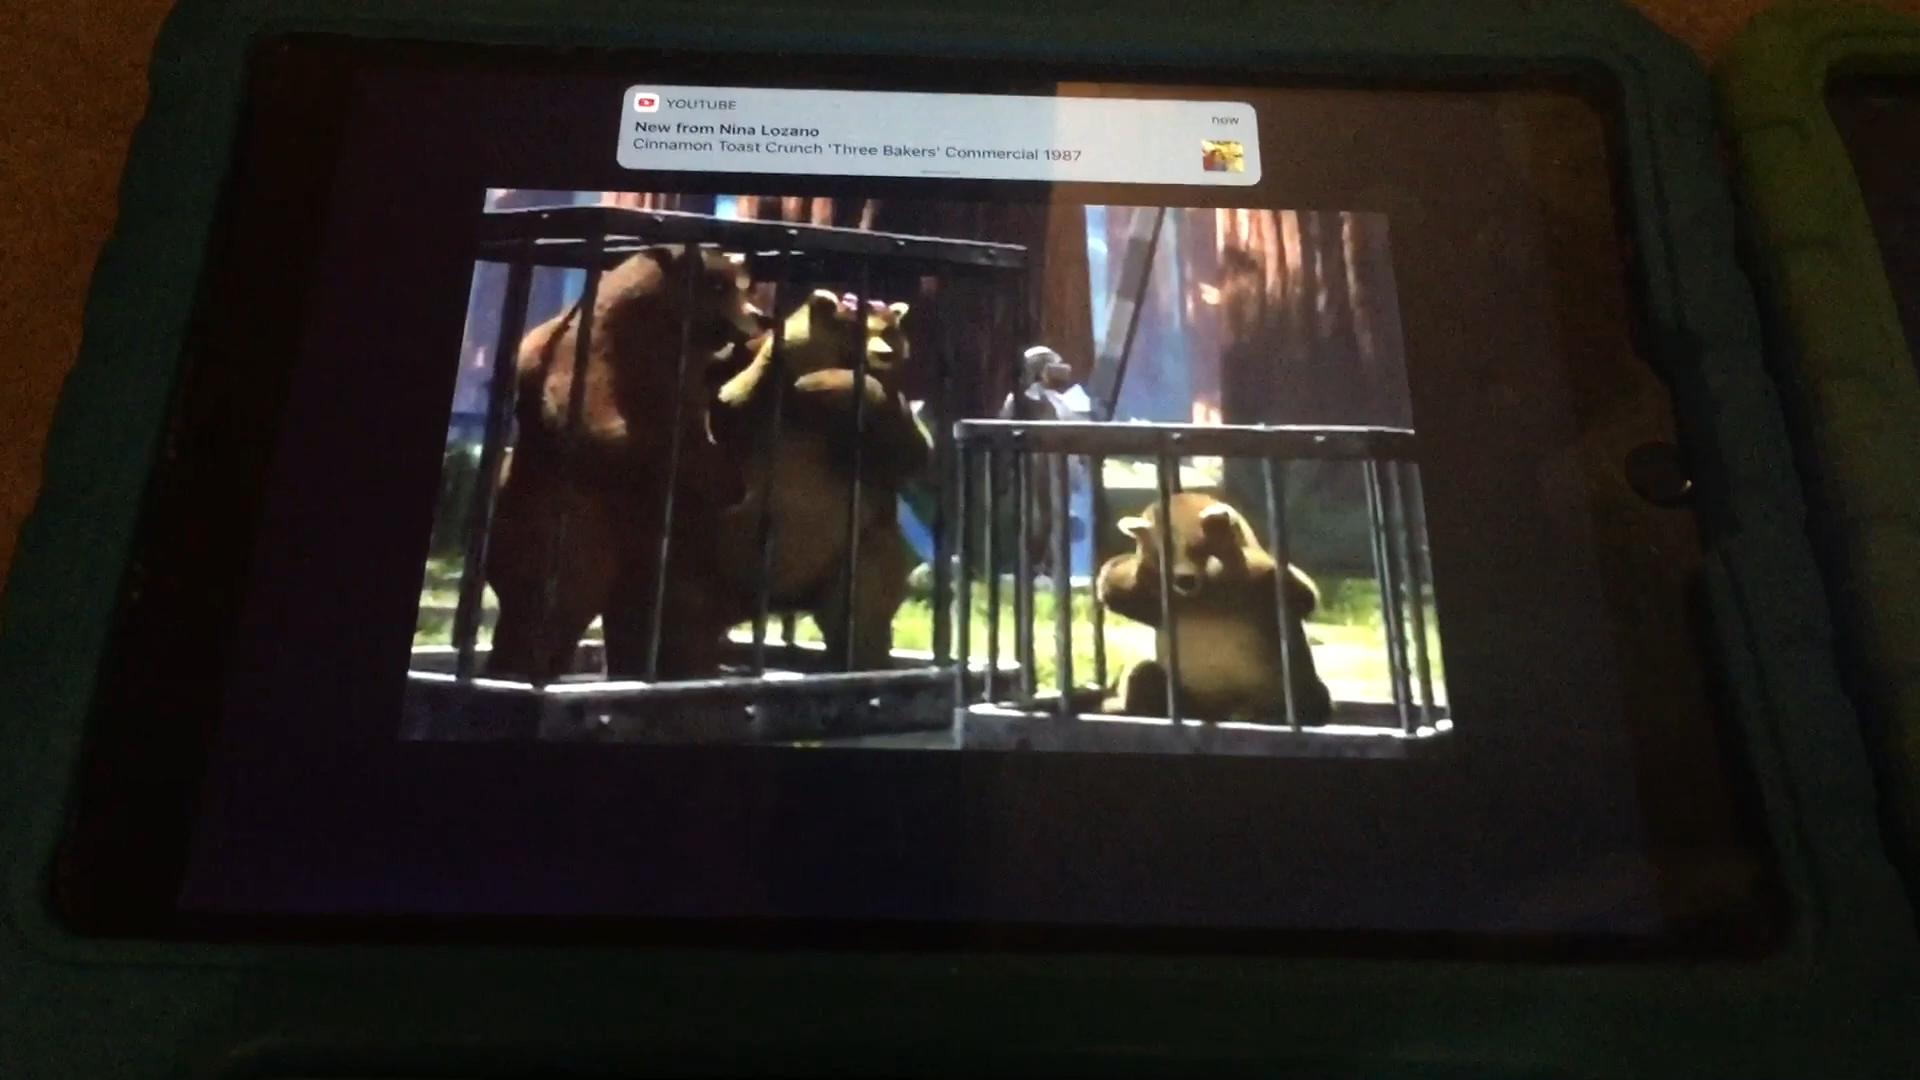 YOUTUBE
now
New from Nina Lozano
Cinnamon Toast Crunch 'Three Bakers' Commercial 1987